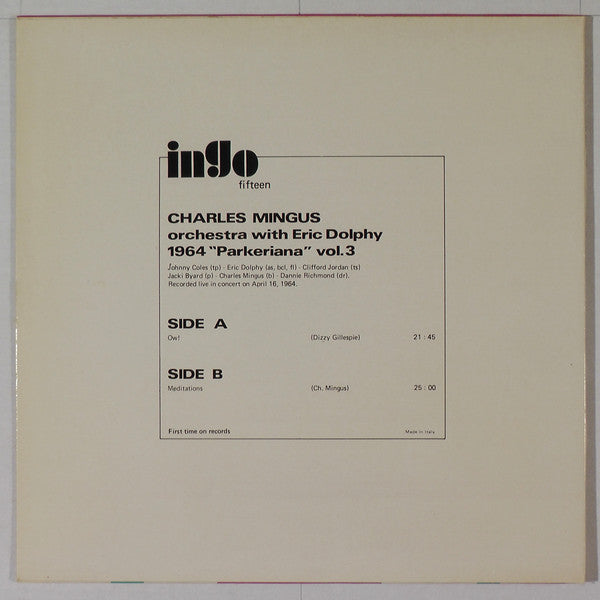 ingo
fifteen
CHARLES MINGUS
orchestra with Eric Dolphy
1964 "Parkeriana" vol.3
Johnny Coles (tp) - Eric Dolphy (as, bcl, fl) - Clifford Jordan (ts)
Jacki Byard (p) - Charles Mingus (b) - Dannie Richmond (dr).
Recorded live in concert on April 16, 1964.
SIDE A
Ow! (Dizzy Gillespie) 21 : 45
SIDE B
Meditations (Ch. Mingus) 25 : 00
First time on records Made in Italy